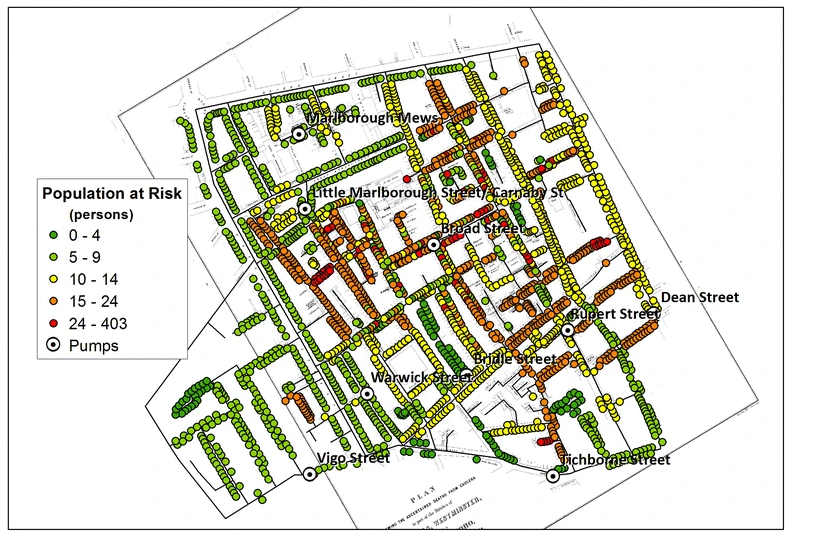 Marlborough Mews
Population at Risk
(persons)
0 - 4
5 - 9
10 - 14
15 - 24
24 - 403
Pumps
Little Marlborough Street/Carnaby St
Broad Street
Dean Street
Rupert Street
Bridle Street
Warwick Street
Vigo Street
Tichborne Street
PLAN